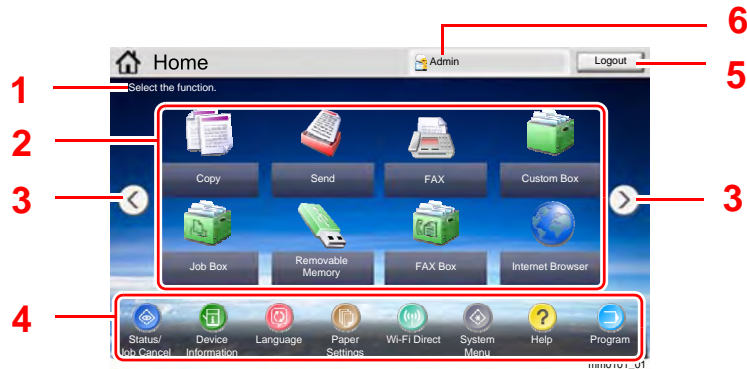 6
Home
Admin
Logout
5
1
Select the function.
2
Copy
Send
FAX
Custom Box
3
3
Job Box
Removable
Memory
FAX Box
Internet Browser
4
Status/
Job Cancel
Device
Information
Language
Paper
Settings
Wi-Fi Direct
System
Menu
?
Help
Program
mm0101_01